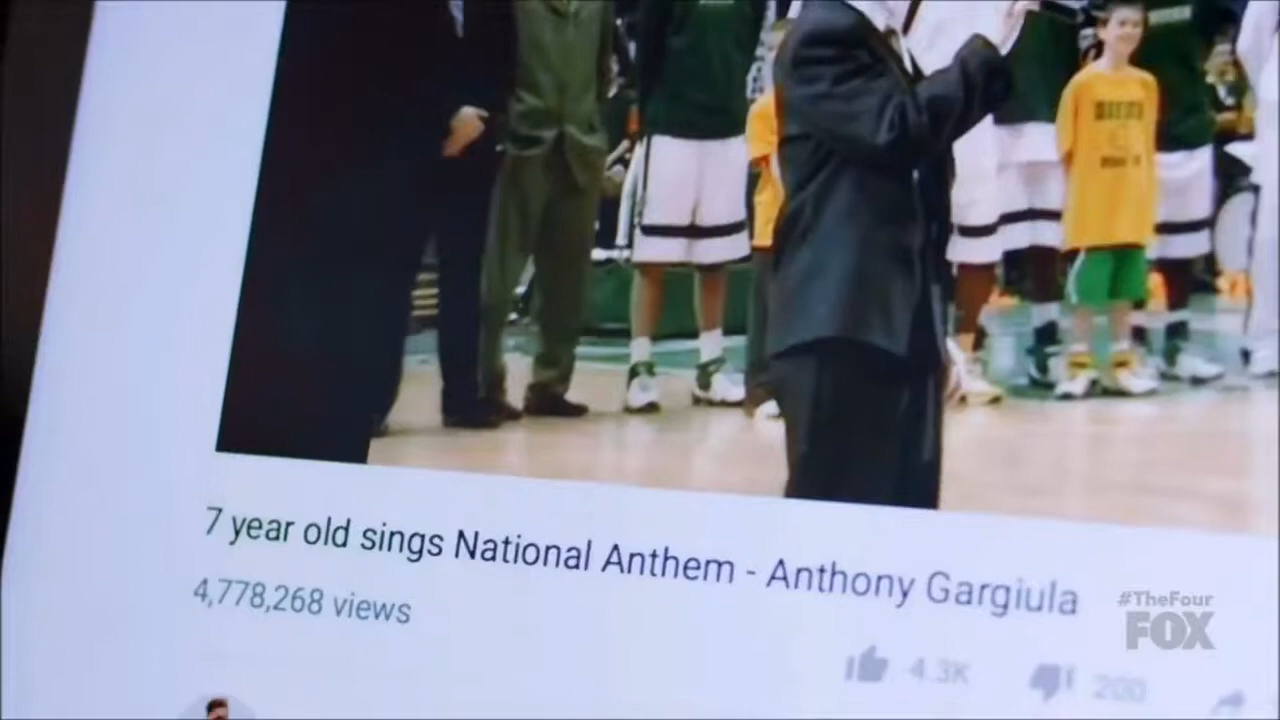 7 year old sings National Anthem - Anthony Gargiula
4,778,268 views
#TheFour
FOX
4.3K
200